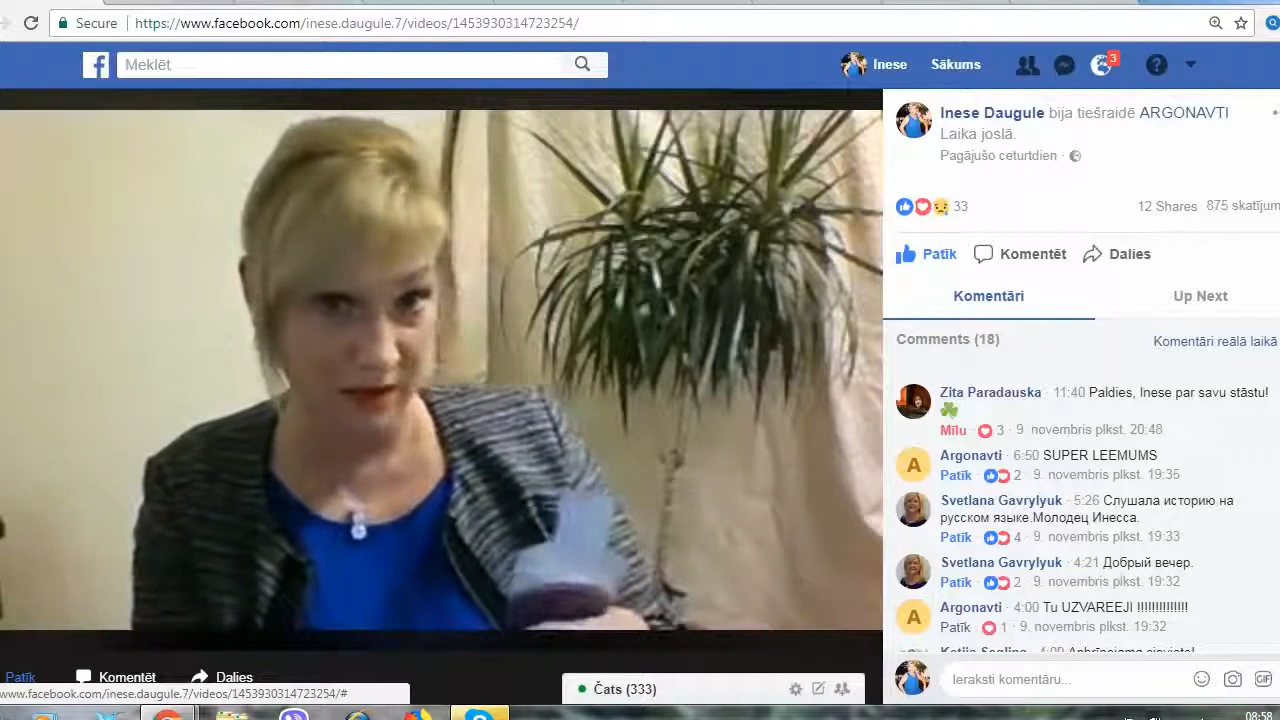 Secure https://www.facebook.com/inese.daugule.7/videos/1453930314723254/
f Meklēt Inese Sākums 3 ?
Inese Daugule bija tiešraidē ARGONAVTI
Laika joslā.
Pagājušo ceturtdien ·
33 12 Shares 875 skatījum
Patīk Komentēt Dalies
Komentāri Up Next
Comments (18) Komentāri reālā laikā
Zita Paradauska · 11:40 Paldies, Inese par savu stāstu!
Mīlu · 3 · 9. novembris plkst. 20:48
A Argonavti · 6:50 SUPER LEEMUMS
Patīk · 2 · 9. novembris plkst. 19:35
Svetlana Gavrylyuk · 5:26 Слушала историю на
русском языке.Молодец Инесса.
Patīk · 4 · 9. novembris plkst. 19:33
Svetlana Gavrylyuk · 4:21 Добрый вечер.
Patīk · 2 · 9. novembris plkst. 19:32
A Argonavti · 4:00 Tu UZVAREEJI !!!!!!!!!!!!!!
Patīk · 1 · 9. novembris plkst. 19:32
Ieraksti komentāru... GIF
Patīk Komentēt Dalies
Čats (333)
www.facebook.com/inese.daugule.7/videos/1453930314723254/#
08:58